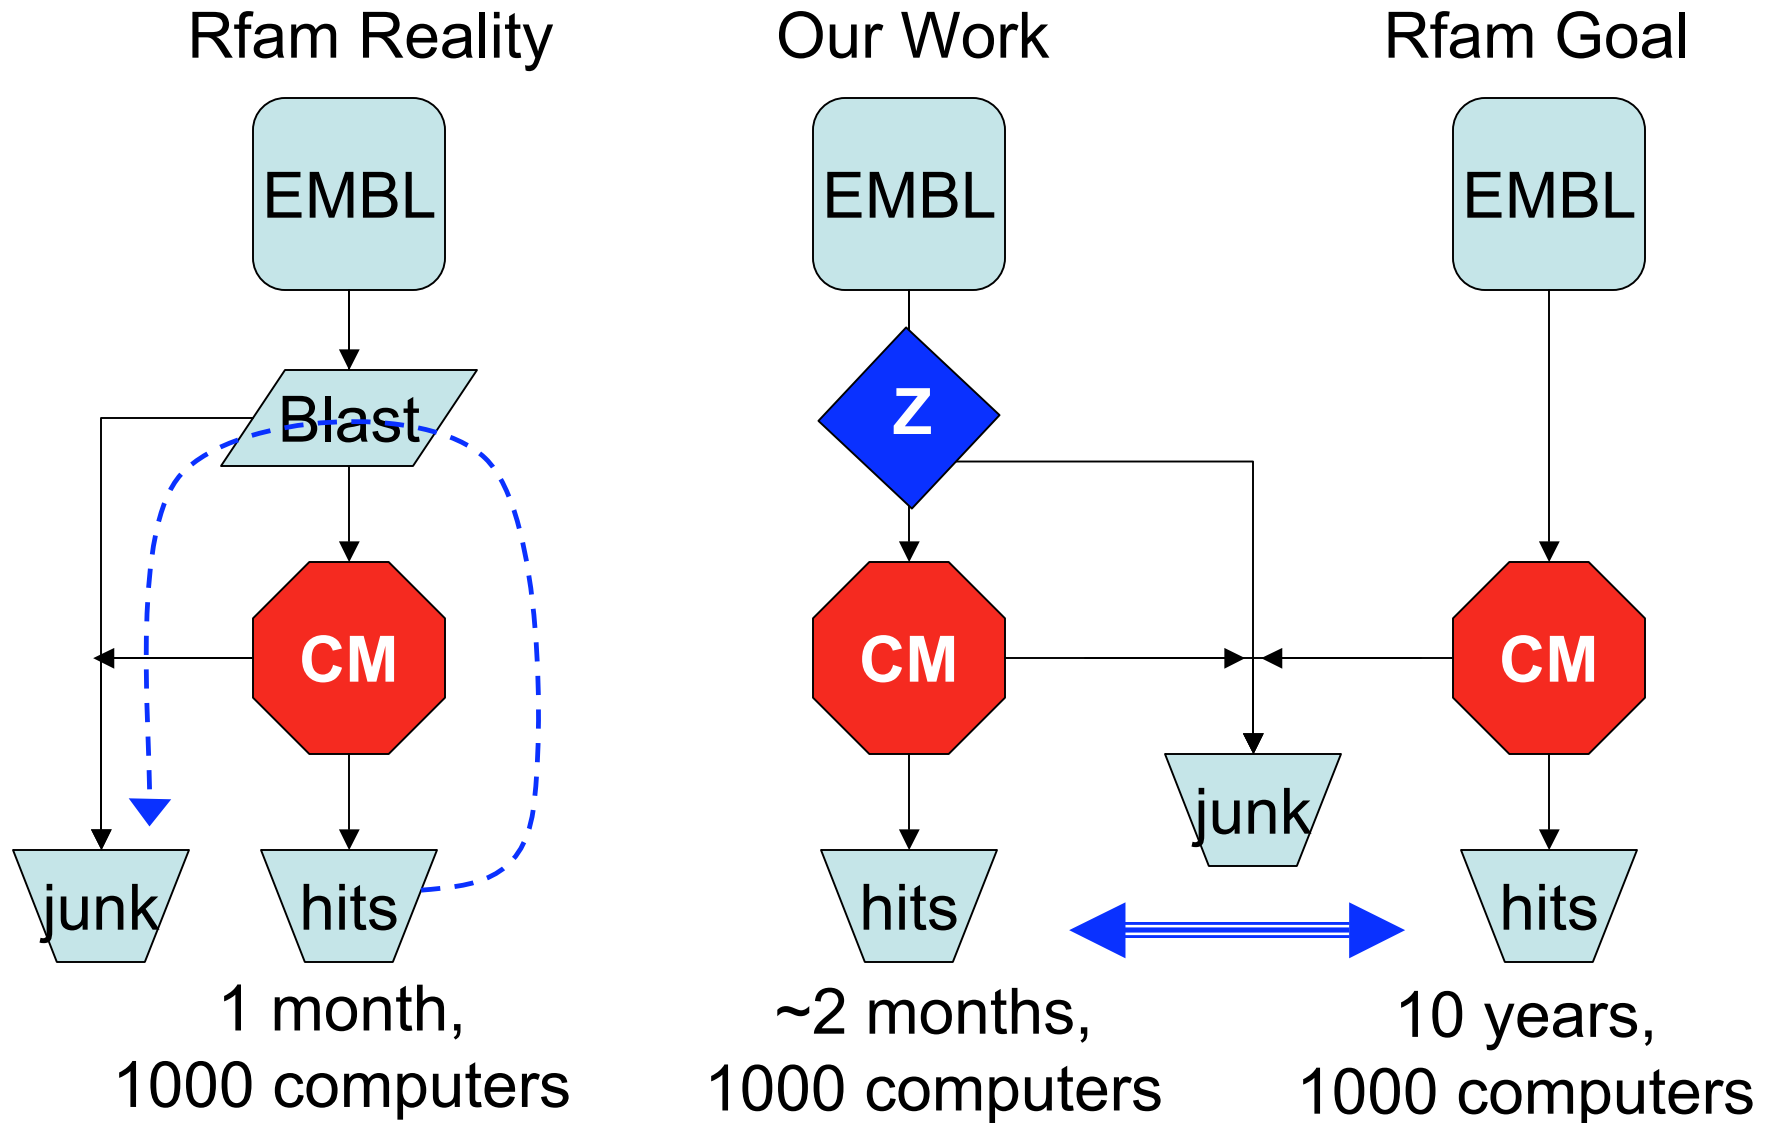 Rfam Reality
Our Work
Rfam Goal
EMBL
EMBL
EMBL
Blast
Z
CM
CM
CM
junk
junk
hits
hits
hits
1 month,
1000 computers
~2 months,
1000 computers
10 years,
1000 computers